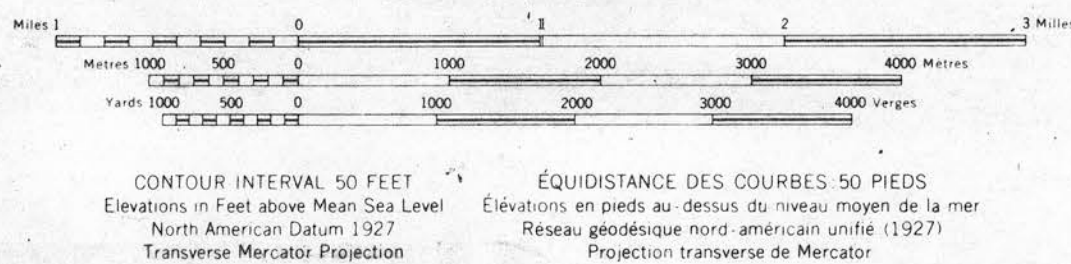 Miles 1 0 1 2 3 Milles
Metres 1000 500 0 1000 2000 3000 4000 Mètres
Yards 1000 500 0 1000 2000 3000 4000 Verges
CONTOUR INTERVAL 50 FEET
Elevations in Feet above Mean Sea Level
North American Datum 1927
Transverse Mercator Projection
ÉQUIDISTANCE DES COURBES: 50 PIEDS
Élévations en pieds au-dessus du niveau moyen de la mer
Réseau géodésique nord-américain unifié (1927)
Projection transverse de Mercator